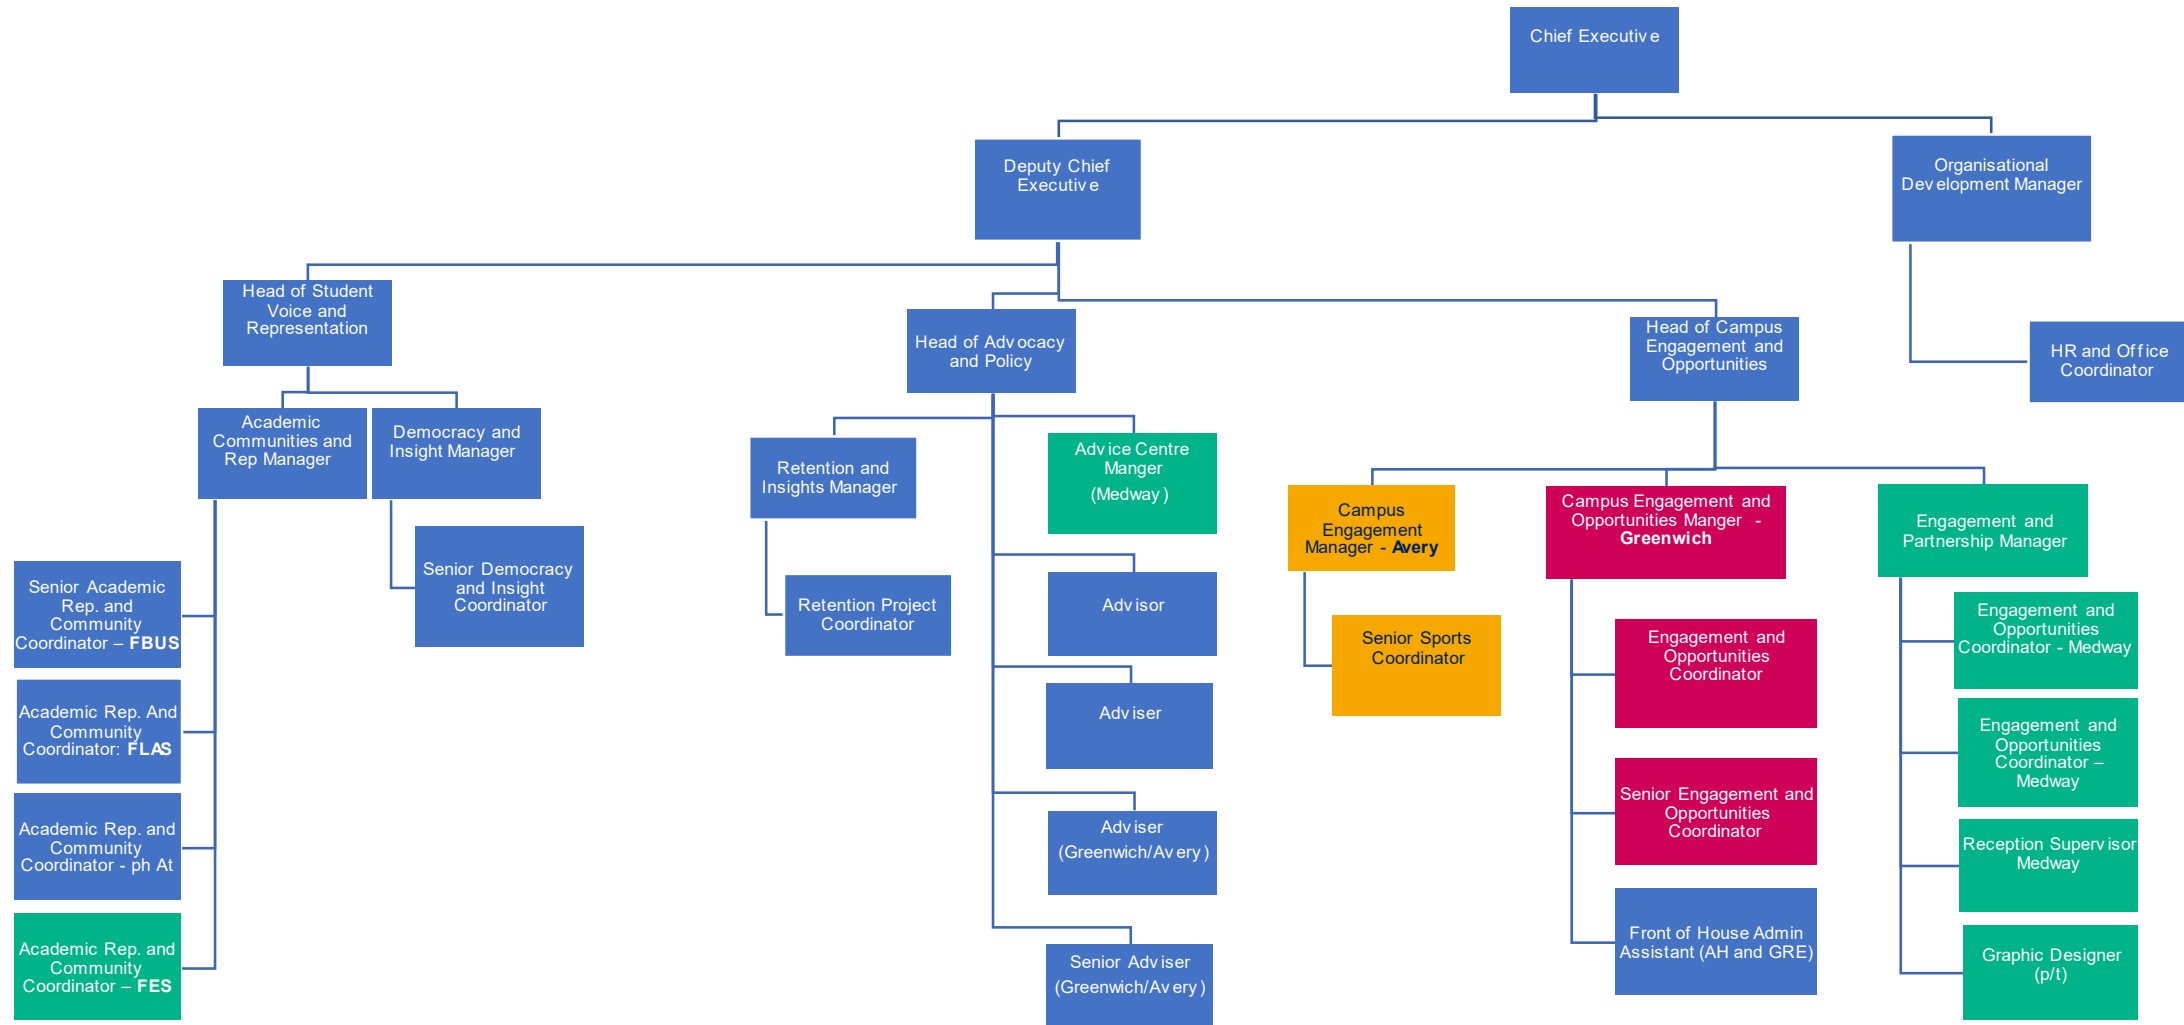 Chief Executive
Deputy Chief
Executive
Organisational
Development Manager
Head of Student
Voice and
Representation
Head of Advocacy
and Policy
Head of Campus
Engagement and
Opportunities
HR and Office
Coordinator
Academic
Communities and
Rep Manager
Democracy and
Insight Manager
Retention and
Insights Manager
Advice Centre
Manger
(Medway)
Campus
Engagement
Manager - Avery
Campus Engagement and
Opportunities Manger -
Greenwich
Engagement and
Partnership Manager
Senior Academic
Rep. and
Community
Coordinator – FBUS
Senior Democracy
and Insight
Coordinator
Retention Project
Coordinator
Advisor
Senior Sports
Coordinator
Engagement and
Opportunities
Coordinator
Engagement and
Opportunities
Coordinator - Medway
Academic Rep. And
Community
Coordinator: FLAS
Adviser
Senior Engagement and
Opportunities
Coordinator
Engagement and
Opportunities
Coordinator –
Medway
Academic Rep. and
Community
Coordinator - ph At
Adviser
(Greenwich/Avery)
Front of House Admin
Assistant (AH and GRE)
Reception Supervisor
Medway
Academic Rep. and
Community
Coordinator – FES
Senior Adviser
(Greenwich/Avery)
Graphic Designer
(p/t)